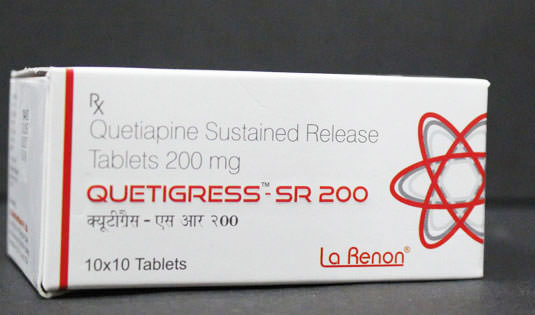 Rx
Quetiapine Sustained Release
Tablets 200 mg
QUETIGRESS™-SR 200
क्यूटीग्रैस - एस आर २००
10x10 Tablets
La Renon®